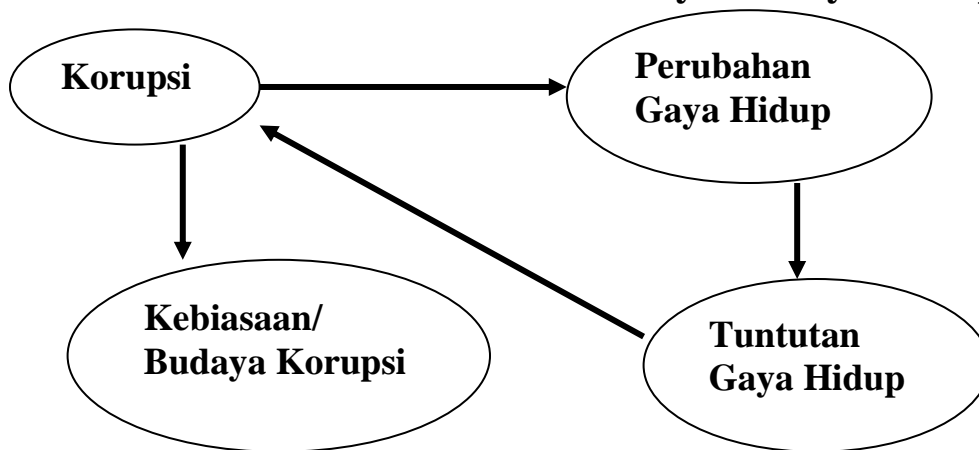 Korupsi
Perubahan
Gaya Hidup
Kebiasaan/
Budaya Korupsi
Tuntutan
Gaya Hidup